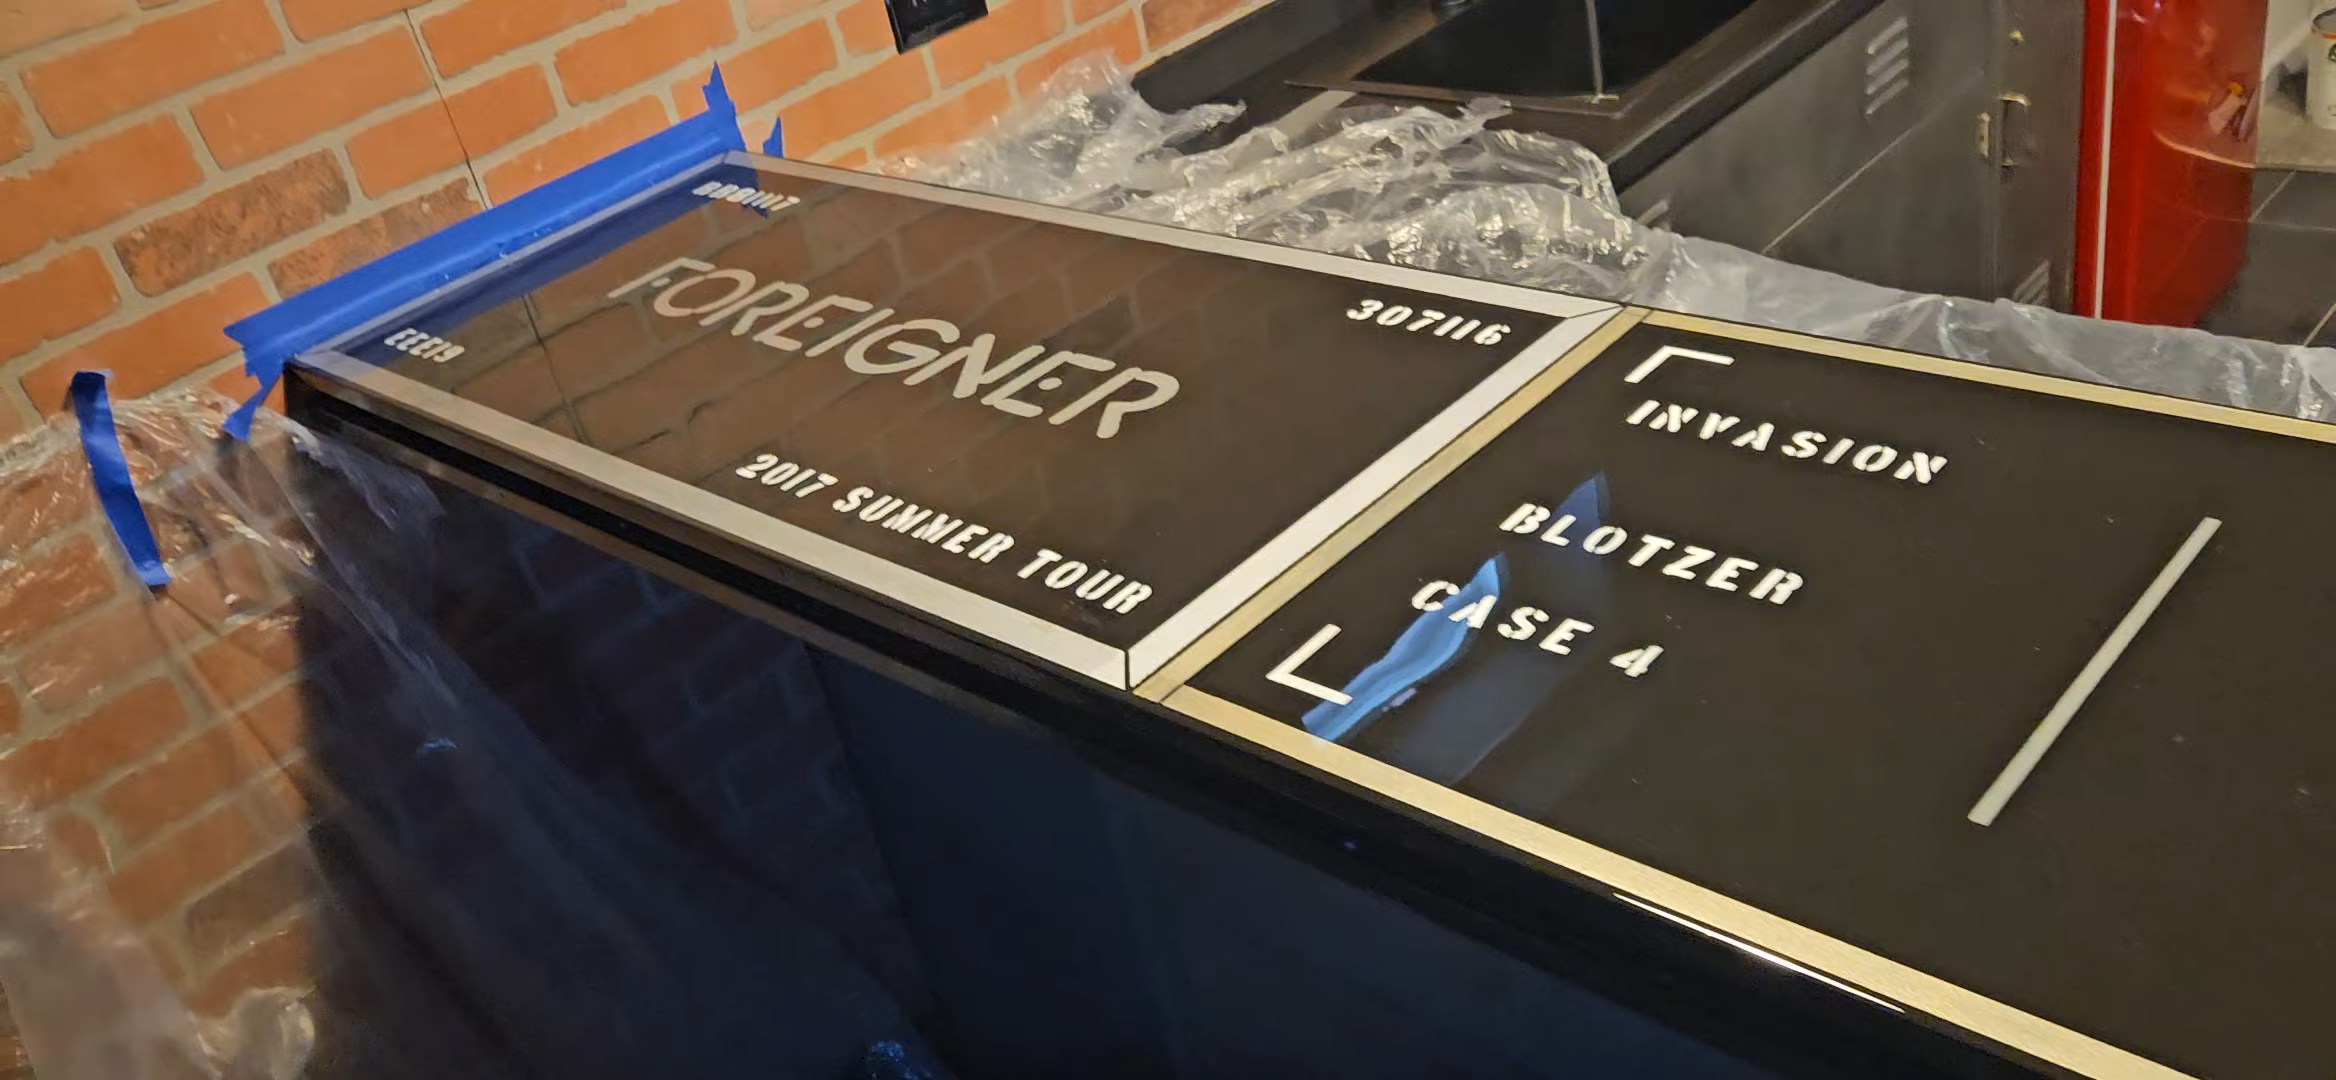 FOREIGNER
307116
EEE19
2017 SUMMER TOUR
INVASION
BLOTZER
CASE 4